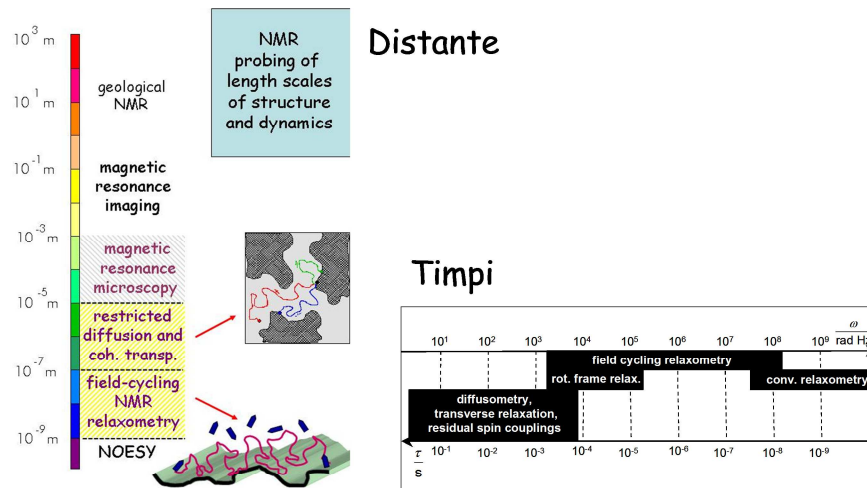 NMR
probing of
length scales
of structure
and dynamics
Distante
10³ m
geological
NMR
10¹ m
10⁻¹ m
magnetic
resonance
imaging
10⁻³ m
magnetic
resonance
microscopy
10⁻⁵ m
restricted
diffusion and
coh. transp.
10⁻⁷ m
field-cycling
NMR
relaxometry
10⁻⁹ m
NOESY
Timpi
10¹ 10² 10³ 10⁴ 10⁵ 10⁶ 10⁷ 10⁸ 10⁹ ω / rad Hz
field cycling relaxometry
rot. frame relax. conv. relaxometry
diffusometry,
transverse relaxation,
residual spin couplings
τ / s 10⁻¹ 10⁻² 10⁻³ 10⁻⁴ 10⁻⁵ 10⁻⁶ 10⁻⁷ 10⁻⁸ 10⁻⁹